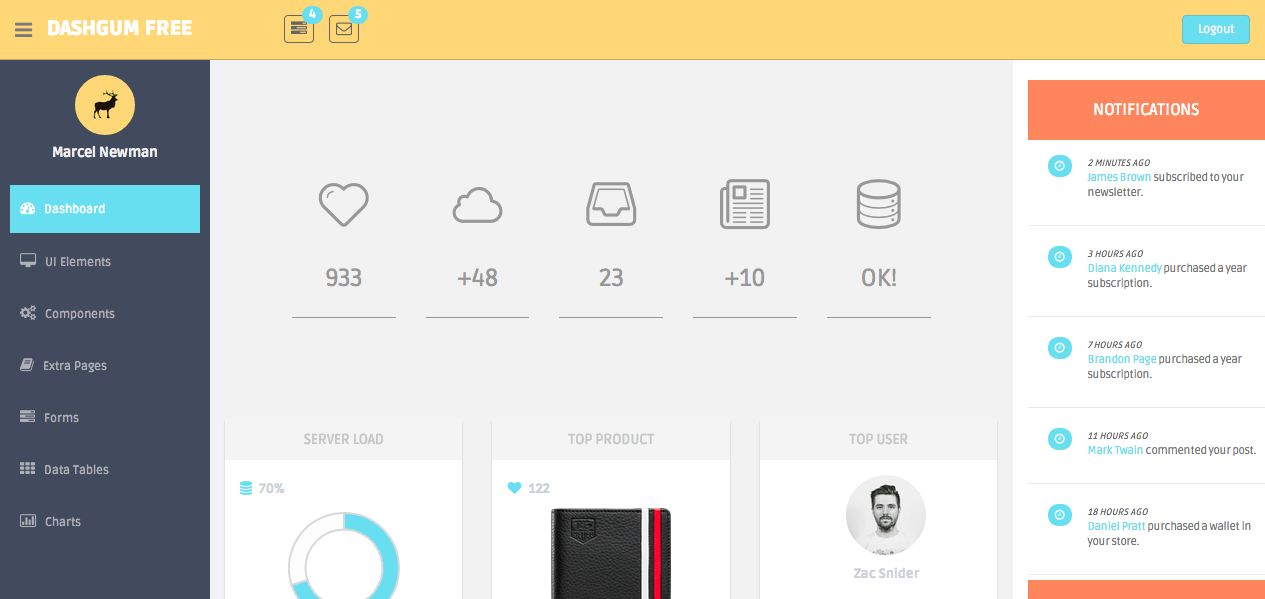 DASHGUM FREE
4
5
Logout
Marcel Newman
Dashboard
UI Elements
Components
Extra Pages
Forms
Data Tables
Charts
933
+48
23
+10
OK!
SERVER LOAD
70%
TOP PRODUCT
122
TOP USER
Zac Snider
NOTIFICATIONS
2 MINUTES AGO
James Brown subscribed to your
newsletter.
3 HOURS AGO
Diana Kennedy purchased a year
subscription.
7 HOURS AGO
Brandon Page purchased a year
subscription.
11 HOURS AGO
Mark Twain commented your post.
18 HOURS AGO
Daniel Pratt purchased a wallet in
your store.